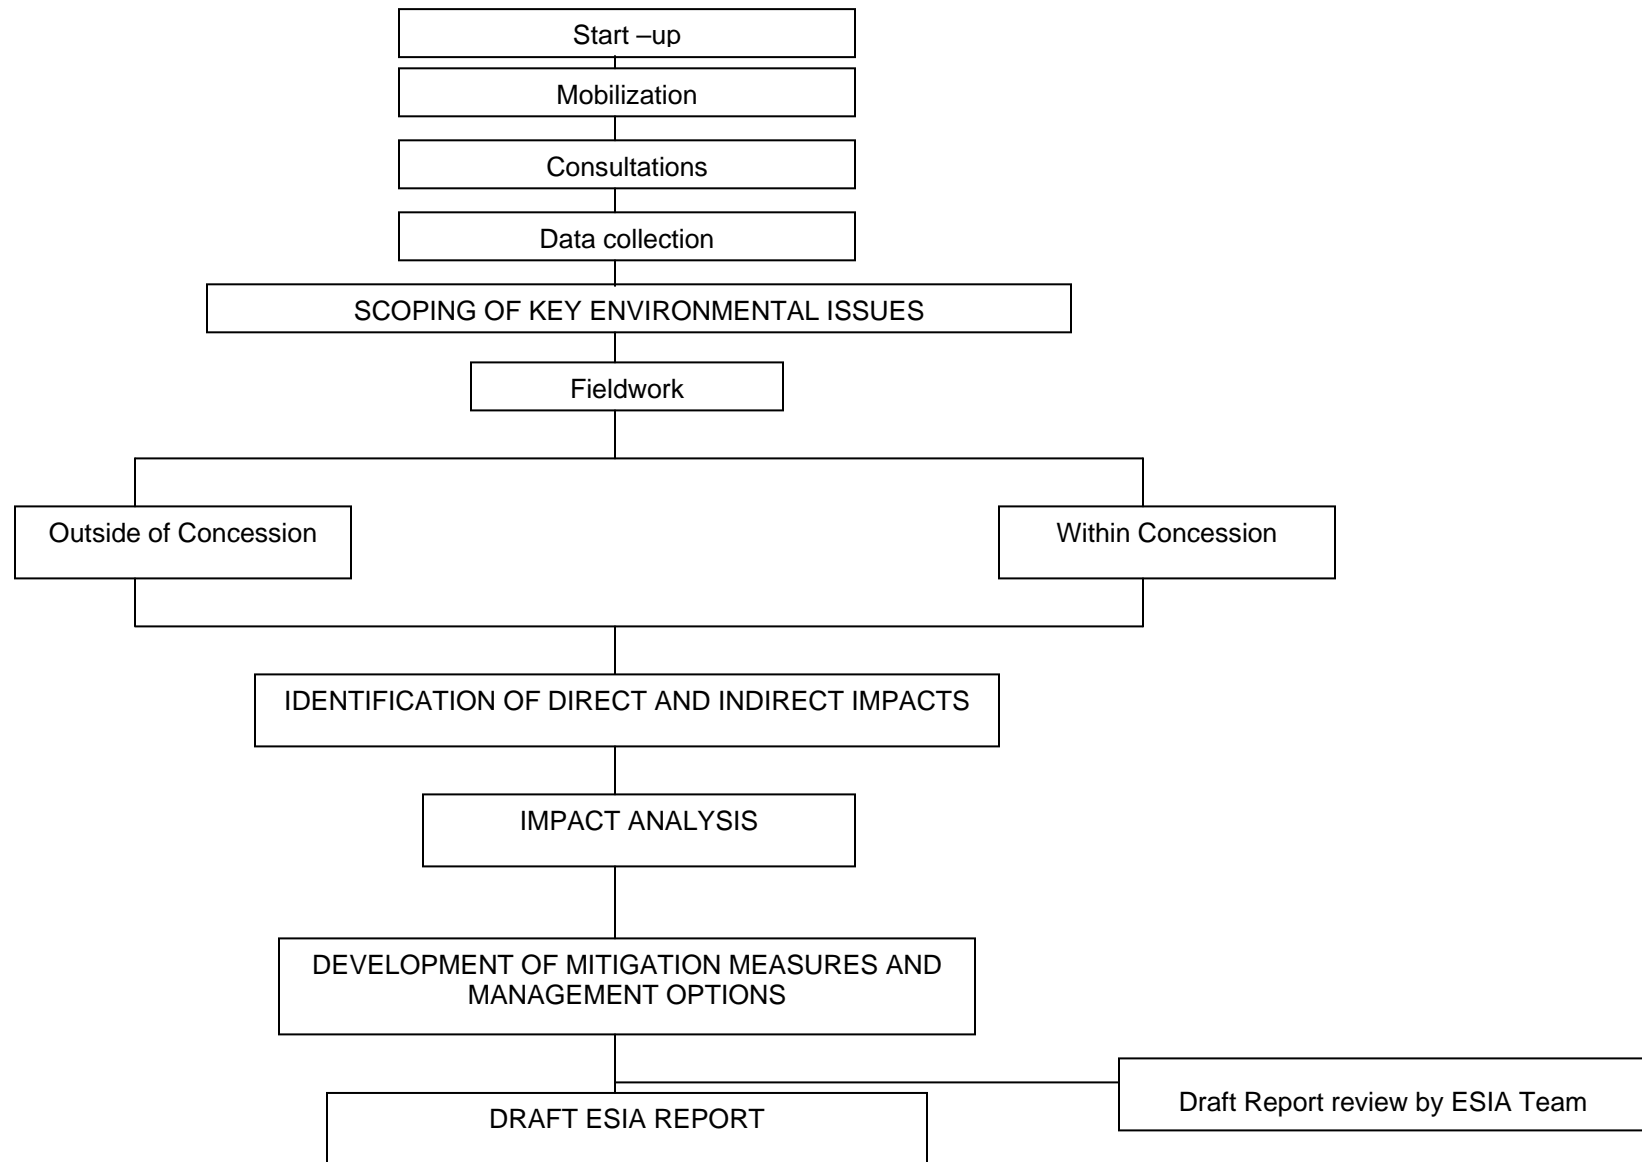 Start –up
Mobilization
Consultations
Data collection
SCOPING OF KEY ENVIRONMENTAL ISSUES
Fieldwork
Outside of Concession
Within Concession
IDENTIFICATION OF DIRECT AND INDIRECT IMPACTS
IMPACT ANALYSIS
DEVELOPMENT OF MITIGATION MEASURES AND
MANAGEMENT OPTIONS
Draft Report review by ESIA Team
DRAFT ESIA REPORT